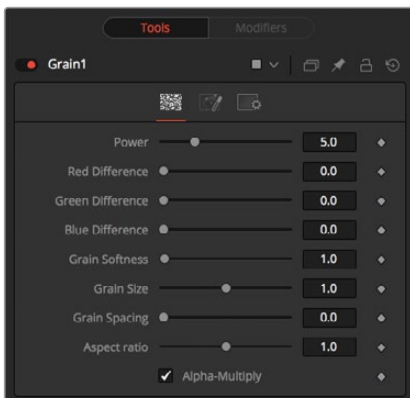 Tools Modifiers
Grain1
Power 5.0
Red Difference 0.0
Green Difference 0.0
Blue Difference 0.0
Grain Softness 1.0
Grain Size 1.0
Grain Spacing 0.0
Aspect ratio 1.0
Alpha-Multiply